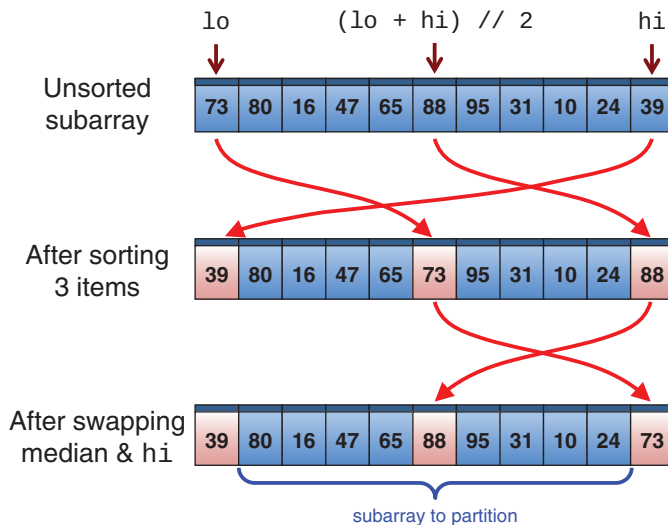 lo (lo + hi) // 2 hi
Unsorted
subarray
73 80 16 47 65 88 95 31 10 24 39
After sorting
3 items
39 80 16 47 65 73 95 31 10 24 88
After swapping
median & hi
39 80 16 47 65 88 95 31 10 24 73
subarray to partition